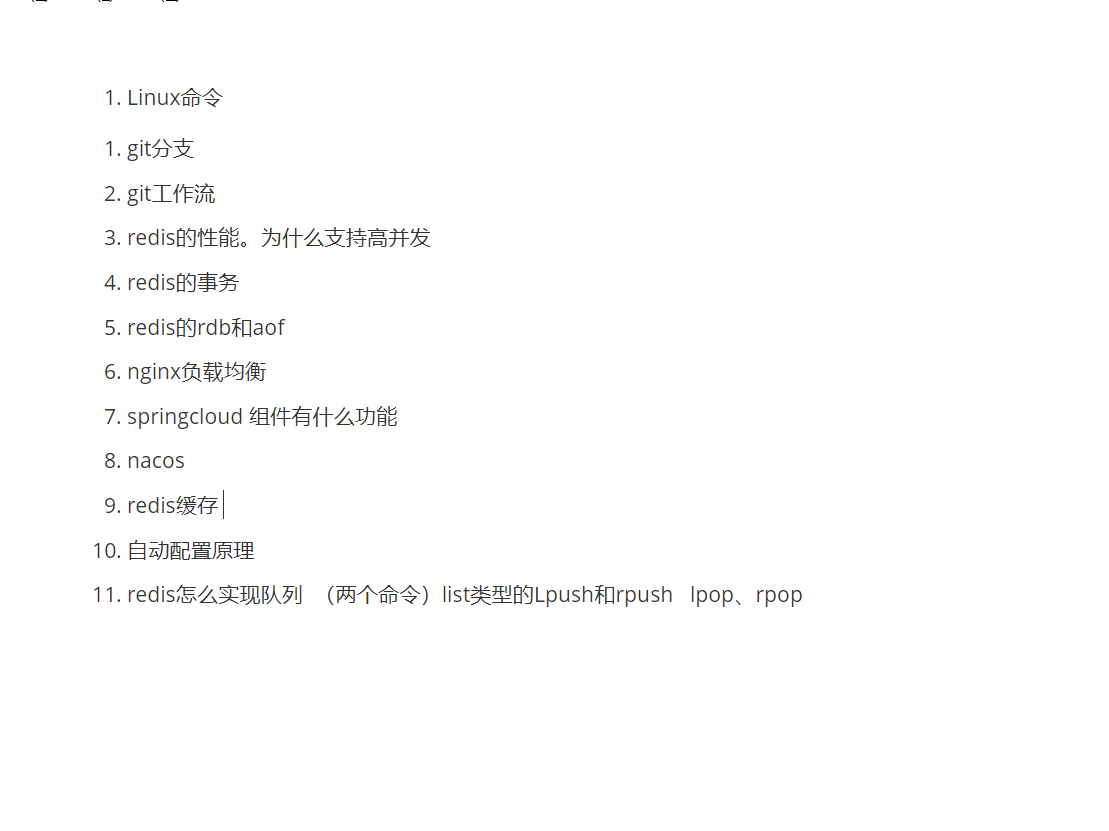 1. Linux命令
1. git分支
2. git工作流
3. redis的性能。为什么支持高并发
4. redis的事务
5. redis的rdb和aof
6. nginx负载均衡
7. springcloud 组件有什么功能
8. nacos
9. redis缓存
10. 自动配置原理
11. redis怎么实现队列 （两个命令）list类型的Lpush和rpush lpop、rpop